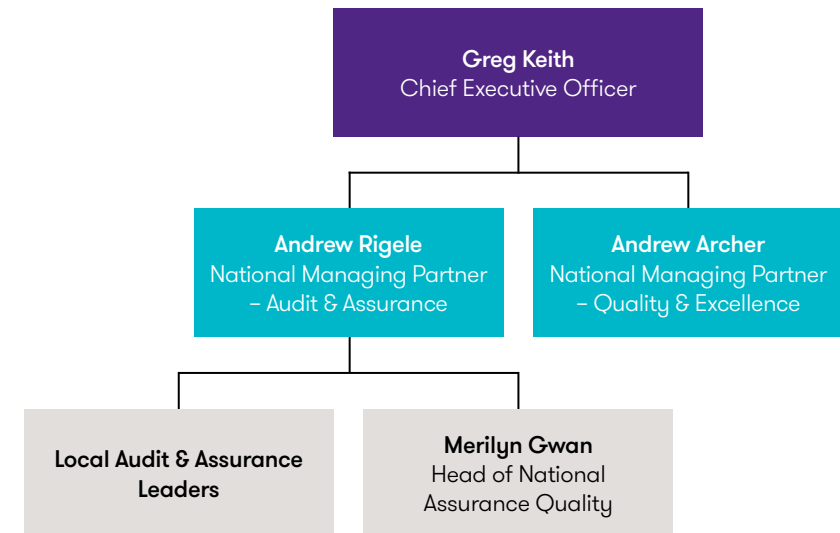 Greg Keith
Chief Executive Officer
Andrew Rigele
National Managing Partner
– Audit & Assurance
Andrew Archer
National Managing Partner
– Quality & Excellence
Local Audit & Assurance
Leaders
Merilyn Gwan
Head of National
Assurance Quality